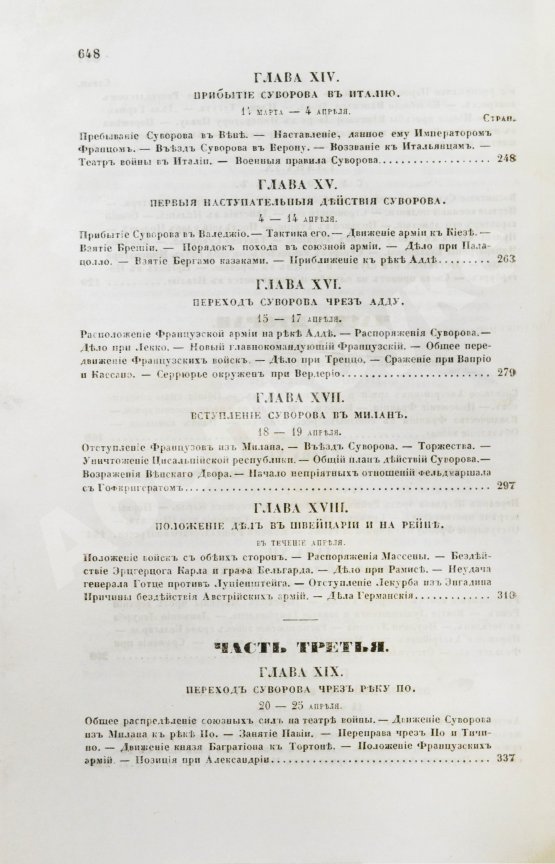 648
ГЛАВА XIV.
ПРИБЫТІЕ СУВОРОВА ВЪ ИТАЛІЮ.
14 МАРТА — 4 АПРѢЛЯ.
СТРАН.
Пребываніе Суворова въ Вѣнѣ. — Наставленіе, данное ему Императоромъ
Францомъ. — Въѣздъ Суворова въ Верону. — Воззваніе къ Итальянцамъ. —
Театръ войны въ Италіи. — Военныя правила Суворова. 248
ГЛАВА XV.
ПЕРВЫЯ НАСТУПАТЕЛЬНЫЯ ДѢЙСТВІЯ СУВОРОВА.
4 — 14 АПРѢЛЯ.
Прибытіе Суворова въ Валеджіо. — Тактика его. — Движеніе арміи къ Кіезѣ. —
Взятіе Брешіи. — Порядокъ похода въ союзной арміи. — Дѣло при Пала-
цолло. — Взятіе Бергамо казаками. — Приближеніе къ рѣкѣ Аддѣ. 263
ГЛАВА XVI.
ПЕРЕХОДЪ СУВОРОВА ЧРЕЗЪ АДДУ.
15 — 17 АПРѢЛЯ.
Расположеніе Французской арміи на рѣкѣ Аддѣ. — Распоряженія Суворова. —
Дѣло при Лекко. — Новый главнокомандующій Французскій. — Общее пере-
движеніе Французскихъ войскъ. — Дѣло при Треццо. — Сраженіе при Вапріо
и Кассано. — Серрюрье окруженъ при Верлеріо. 279
ГЛАВА XVII.
ВСТУПЛЕНІЕ СУВОРОВА ВЪ МИЛАНЪ.
18 — 19 АПРѢЛЯ.
Отступленіе Французовъ изъ Милана. — Въѣздъ Суворова. — Торжества. —
Уничтоженіе Цисальпійской республики. — Общій планъ дѣйствій Суворова. —
Возраженія Вѣнскаго Двора. — Начало непріятныхъ отношеній Фельдмаршала
съ Гофкригсратомъ. 297
ГЛАВА XVIII.
ПОЛОЖЕНІЕ ДѢЛЪ ВЪ ШВЕЙЦАРІИ И НА РЕЙНѢ.
ВЪ ТЕЧЕНІЕ АПРѢЛЯ.
Положеніе войскъ съ обѣихъ сторонъ. — Распоряженія Массены. — Бездѣй-
ствіе Эрцгерцога Карла и графа Бельгарда. — Дѣло при Рамисѣ. — Неудача
генерала Готце противъ Луціенштейга. — Отступленіе Лекурба изъ Энгадина
Причины бездѣйствія Австрійскихъ армій. — Дѣла Германскія 313
ЧАСТЬ ТРЕТЬЯ.
ГЛАВА XIX.
ПЕРЕХОДЪ СУВОРОВА ЧРЕЗЪ РѢКУ ПО.
20 — 25 АПРѢЛЯ.
Общее распредѣленіе союзныхъ силъ на театрѣ войны. — Движеніе Суворова
изъ Милана къ рѣкѣ По. — Занятіе Павіи. — Переправа чрезъ По и Тичи-
но. — Движеніе князя Багратіона къ Тортонѣ. — Положеніе Французскихъ
армій. — Позиція при Александріи 337